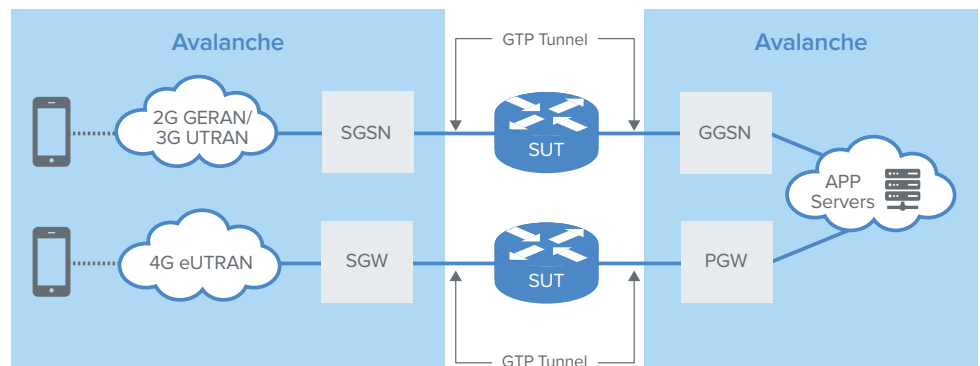 Avalanche
GTP Tunnel
Avalanche
2G GERAN/
3G UTRAN
SGSN
SUT
GGSN
APP
Servers
4G eUTRAN
SGW
SUT
PGW
GTP Tunnel